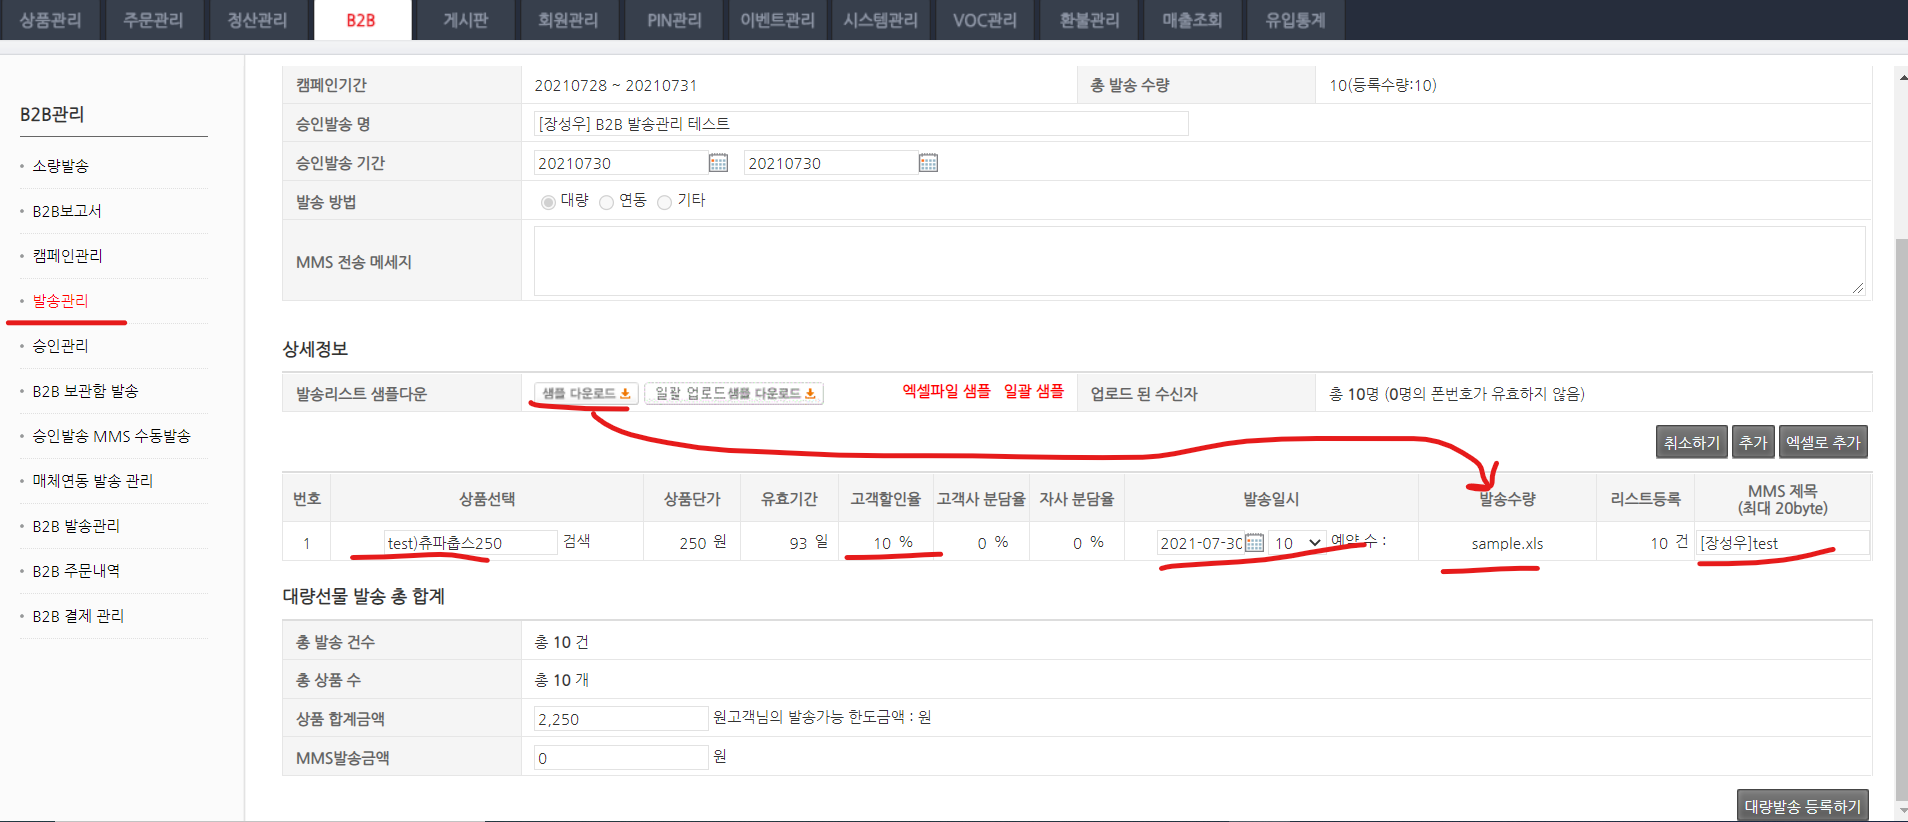 상품관리 주문관리 정산관리 B2B 게시판 회원관리 PIN관리 이벤트관리 시스템관리 VOC관리 환불관리 매출조회 유입통계
B2B관리
소량발송
B2B보고서
캠페인관리
발송관리
승인관리
B2B 보관함 발송
승인발송 MMS 수동발송
매체연동 발송 관리
B2B 발송관리
B2B 주문내역
B2B 결제 관리
캠페인기간 20210728 ~ 20210731 총 발송 수량 10(등록수량:10)
승인발송 명 [장성우] B2B 발송관리 테스트
승인발송 기간 20210730 20210730
발송 방법 대량 연동 기타
MMS 전송 메세지
상세정보
발송리스트 샘플다운 샘플 다운로드 일괄 업로드샘플 다운로드 엑셀파일 샘플 일괄 샘플 업로드 된 수신자 총 10명 (0명의 폰번호가 유효하지 않음)
취소하기 추가 엑셀로 추가
번호 상품선택 상품단가 유효기간 고객할인율 고객사 분담율 자사 분담율 발송일시 발송수량 리스트등록 MMS 제목
(최대 20byte)
1 test)츄파춥스250 검색 250 원 93 일 10 % 0 % 0 % 2021-07-30 10 예약 수 : sample.xls 10 건 [장성우]test
대량선물 발송 총 합계
총 발송 건수 총 10 건
총 상품 수 총 10 개
상품 합계금액 2,250 원고객님의 발송가능 한도금액 : 원
MMS발송금액 0 원
대량발송 등록하기